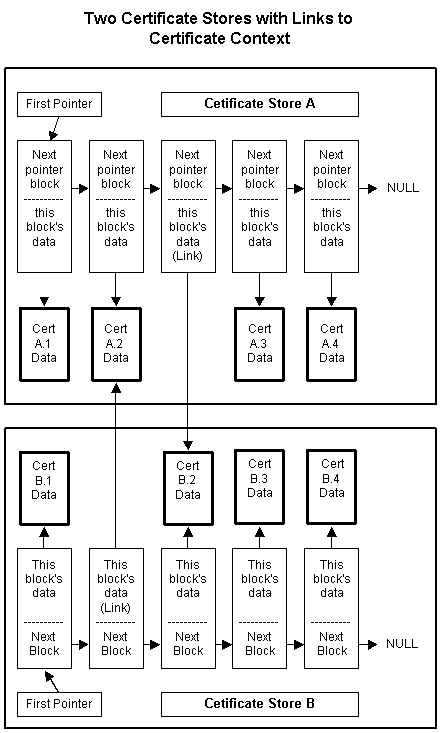 Two Certificate Stores with Links to
Certificate Context
First Pointer
Cetificate Store A
Next
pointer
block
----------
this
block's
data
Next
pointer
block
----------
this
block's
data
Next
pointer
block
----------
this
block's
data
(Link)
Next
pointer
block
----------
this
block's
data
Next
pointer
block
----------
this
block's
data
NULL
Cert
A.1
Data
Cert
A.2
Data
Cert
A.3
Data
Cert
A.4
Data
Cert
B.1
Data
Cert
B.2
Data
Cert
B.3
Data
Cert
B.4
Data
This
block's
data
----------
Next
Block
This
block's
data
(Link)
----------
Next
Block
This
block's
data
----------
Next
Block
This
block's
data
----------
Next
Block
This
block's
data
----------
Next
Block
NULL
First Pointer
Cetificate Store B